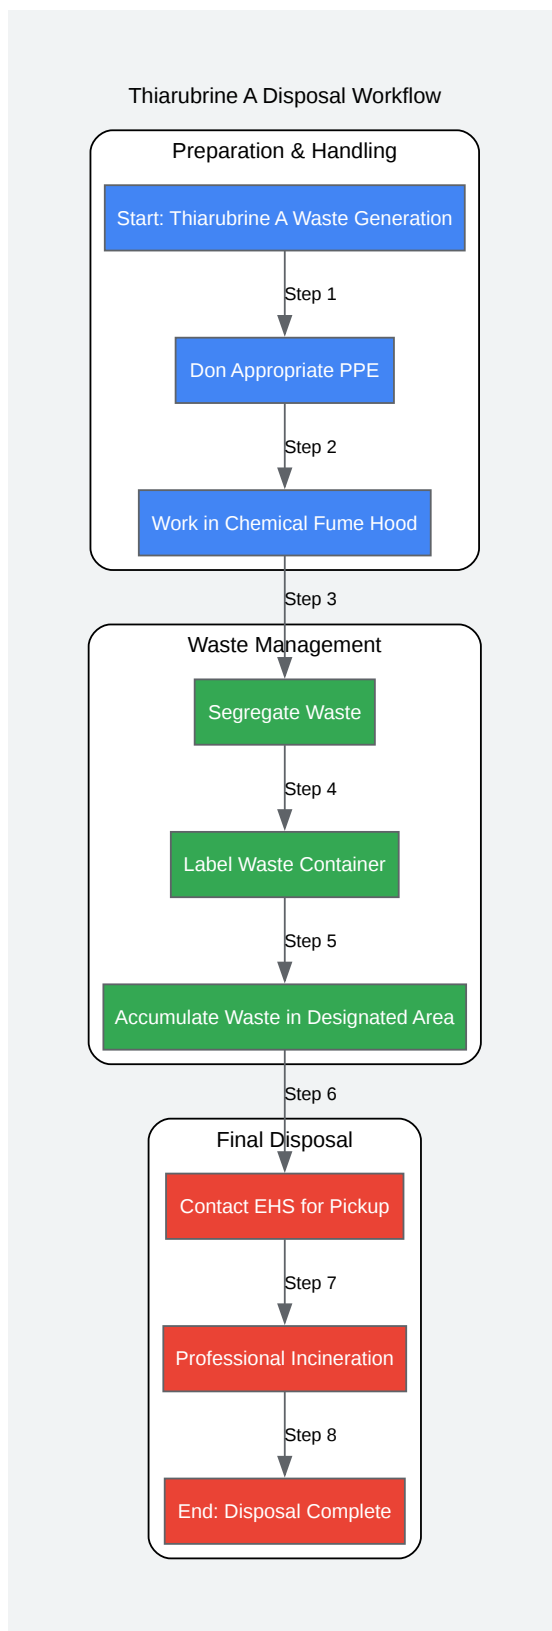 Thiarubrine A Disposal Workflow
Preparation & Handling
Start: Thiarubrine A Waste Generation
Step 1
Don Appropriate PPE
Step 2
Work in Chemical Fume Hood
Step 3
Waste Management
Segregate Waste
Step 4
Label Waste Container
Step 5
Accumulate Waste in Designated Area
Step 6
Final Disposal
Contact EHS for Pickup
Step 7
Professional Incineration
Step 8
End: Disposal Complete